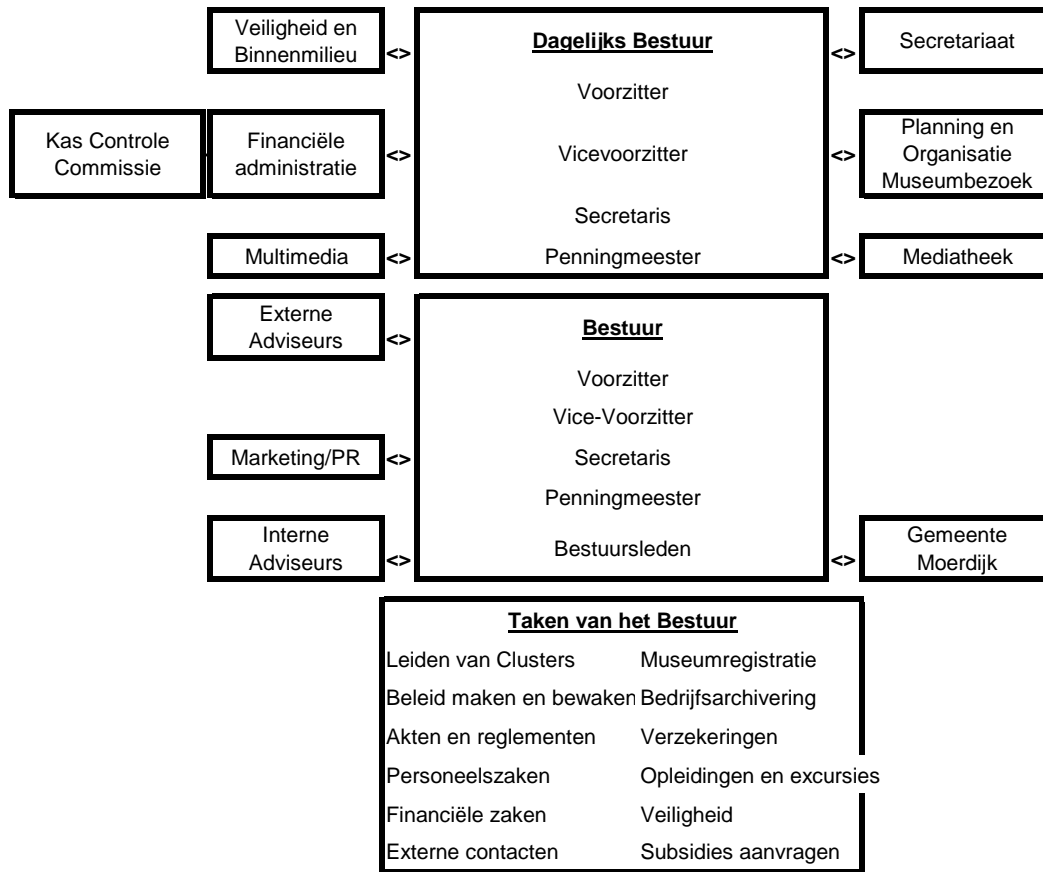 Veiligheid en
Binnenmilieu
<>
Dagelijks Bestuur
<>
Secretariaat
Voorzitter
Kas Controle
Commissie
Financiële
administratie
<>
Vicevoorzitter
<>
Planning en
Organisatie
Museumbezoek
Secretaris
Multimedia
<>
Penningmeester
<>
Mediatheek
Externe
Adviseurs
<>
Bestuur
Voorzitter
Vice-Voorzitter
Marketing/PR
<>
Secretaris
Penningmeester
Interne
Adviseurs
<>
Bestuursleden
<>
Gemeente
Moerdijk
Taken van het Bestuur
Leiden van Clusters Museumregistratie
Beleid maken en bewaken Bedrijfsarchivering
Akten en reglementen Verzekeringen
Personeelszaken Opleidingen en excursies
Financiële zaken Veiligheid
Externe contacten Subsidies aanvragen